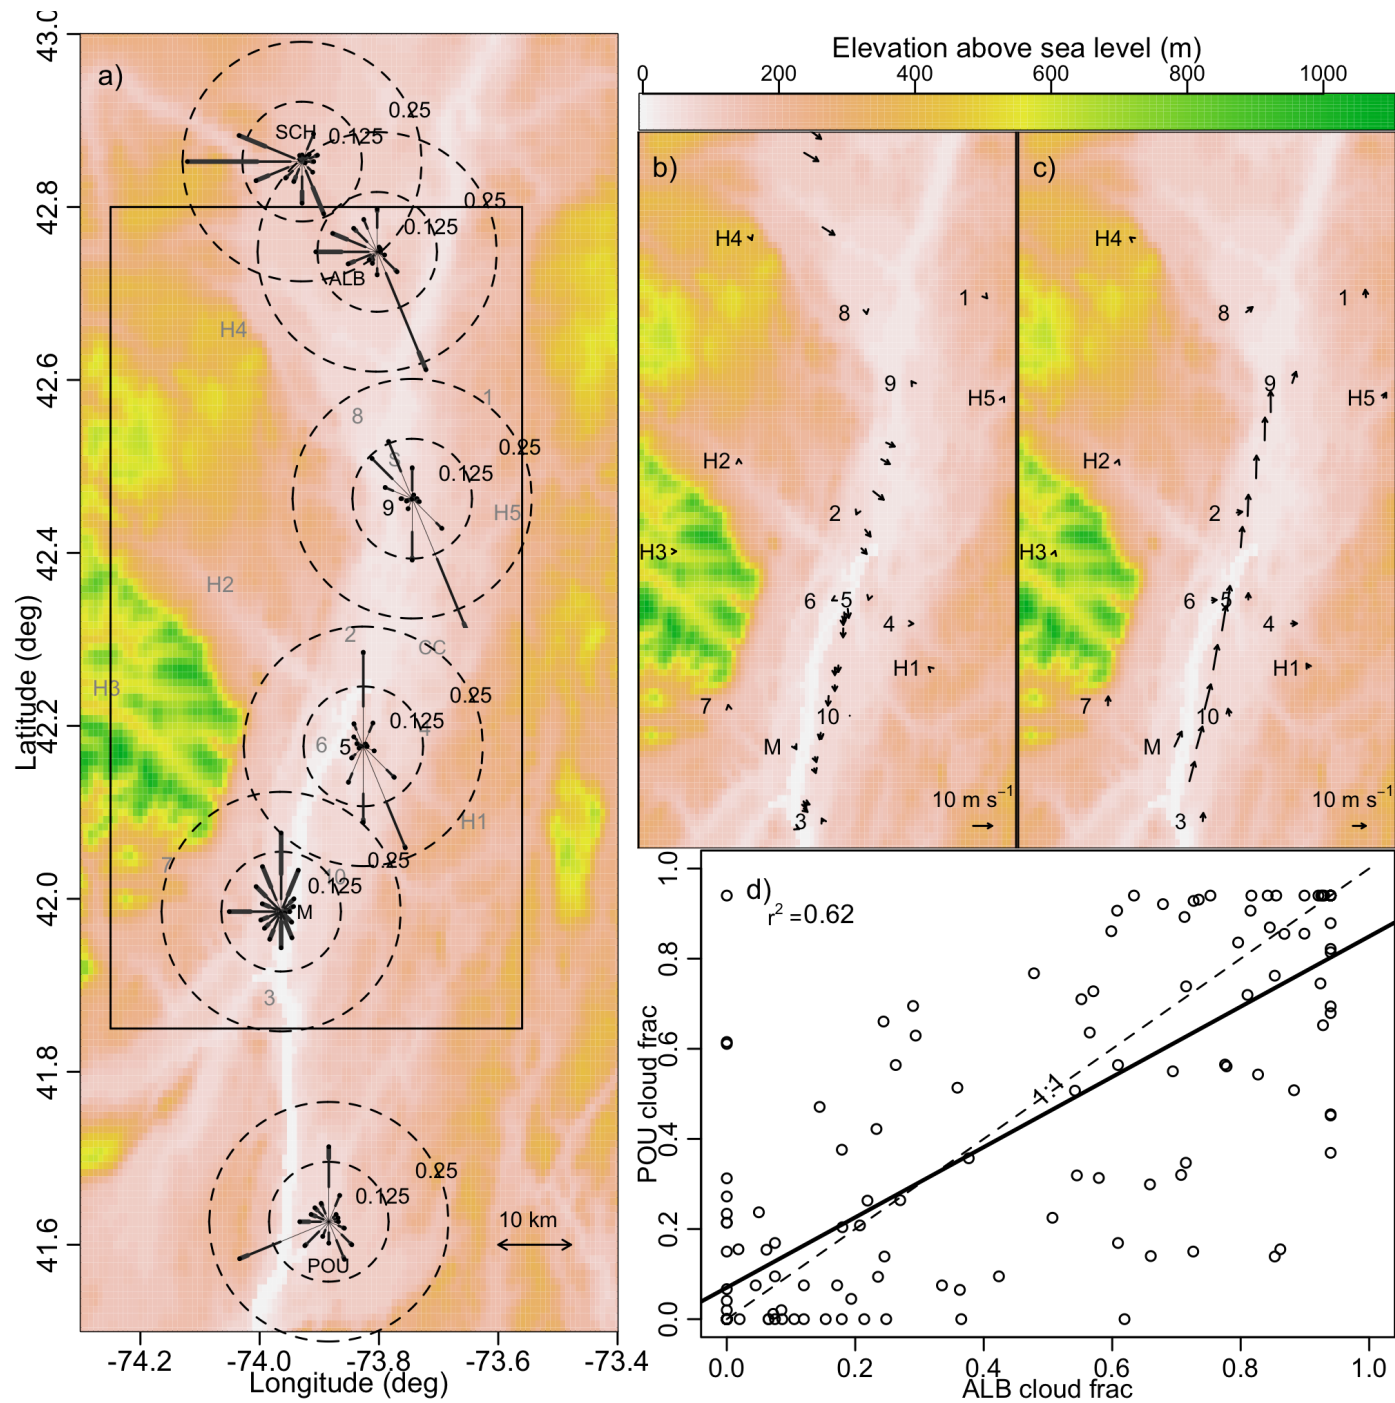 Elevation above sea level (m)
0 200 400 600 800 1000
a)
43.0
42.8
42.6
42.4
42.2
42.0
41.8
41.6
Latitude (deg)
-74.2 -74.0 -73.8 -73.6 -73.4
Longitude (deg)
0.25
SCH 0.125
0.25
0.125
ALB
H4
1
8
0.25
S
0.125
9
H5
H2
2
CC
H3
0.25
0.125
4
6 5
H1
7
0.25
10
0.125
M
3
0.25
0.125
10 km
POU
b)
H4
1
8
9
H5
H2
2
H3
6 5
4
H1
7
10
M
10 m s⁻¹
3
c)
H4
1
8
9
H5
H2
2
H3
6 5
4
H1
7
10
M
10 m s⁻¹
3
d)
r² =0.62
1:1
1.0
0.8
0.6
0.4
0.2
0.0
POU cloud frac
0.0 0.2 0.4 0.6 0.8 1.0
ALB cloud frac